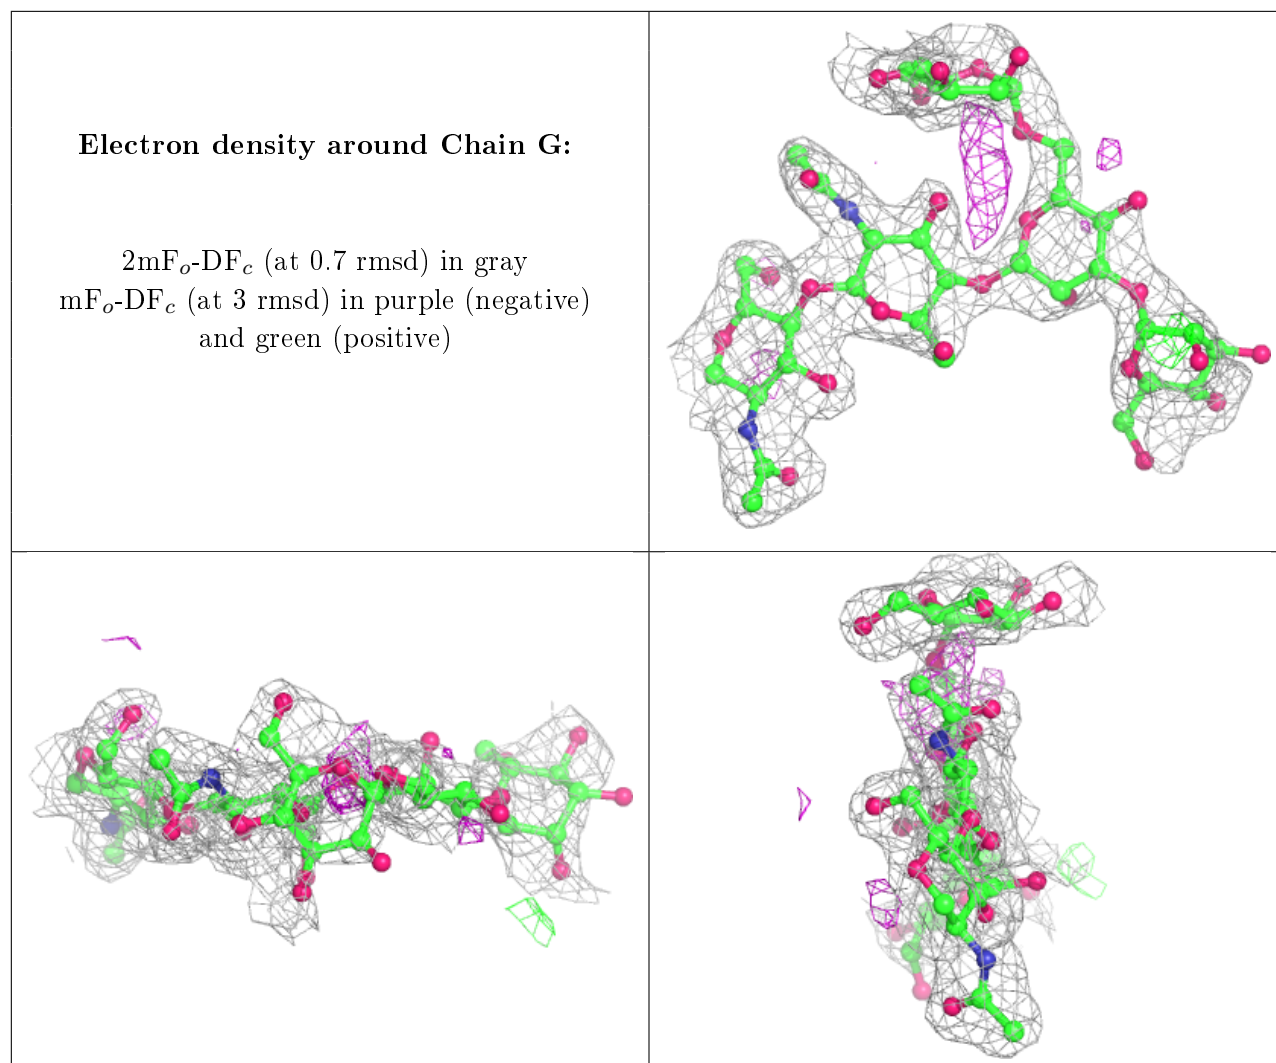 Electron density around Chain G:
2mFₒ-DF𝒸 (at 0.7 rmsd) in gray
mFₒ-DF𝒸 (at 3 rmsd) in purple (negative)
and green (positive)